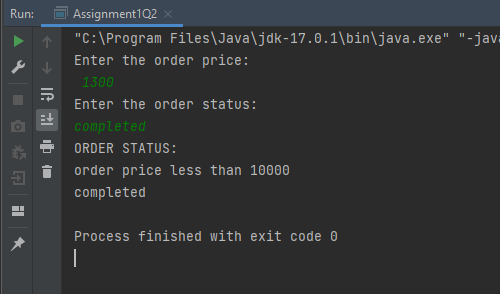 Run: Assignment1Q2 ×
"C:\Program Files\Java\jdk-17.0.1\bin\java.exe" "-java
Enter the order price:
1300
Enter the order status:
completed
ORDER STATUS:
order price less than 10000
completed
Process finished with exit code 0